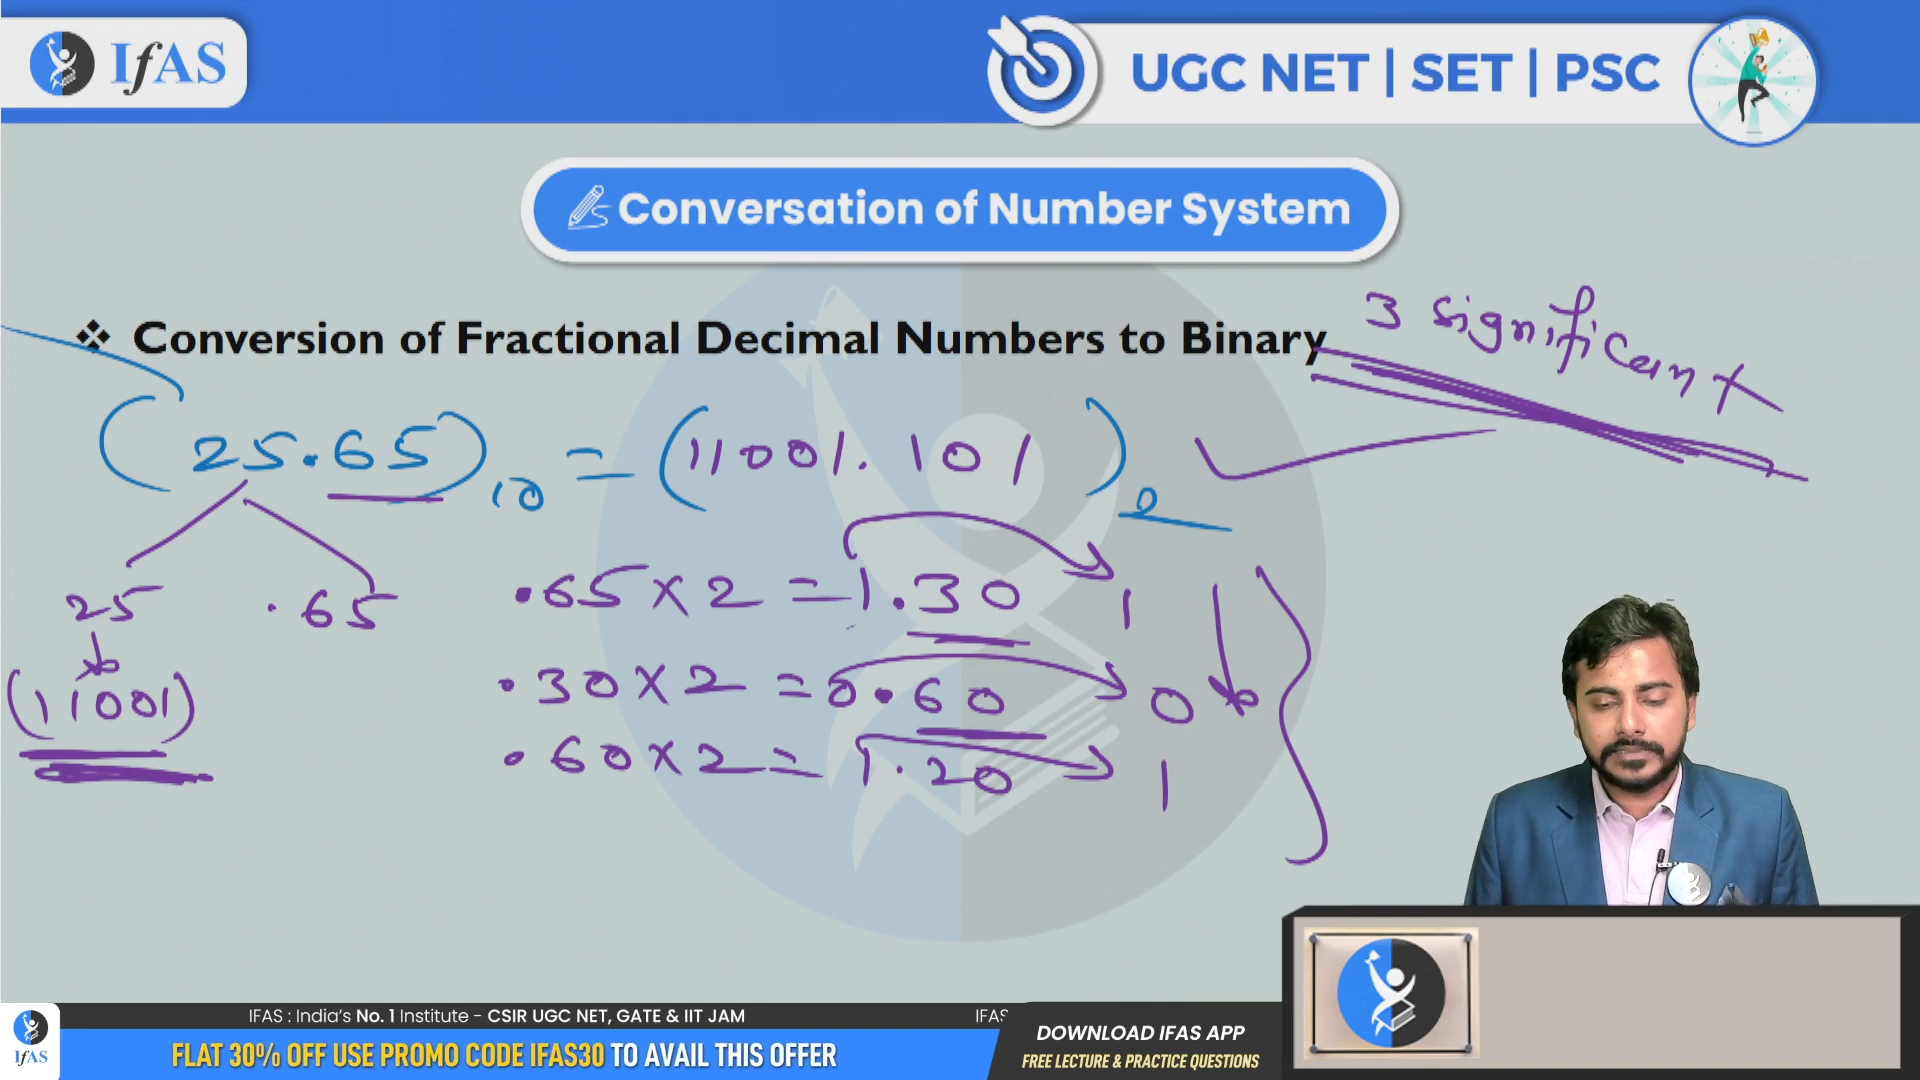 IfAS
UGC NET | SET | PSC
Conversation of Number System
❖ Conversion of Fractional Decimal Numbers to Binary
3 significant
(25.65)10 = (11001.101)2
25 .65
(11001)
.65 × 2 = 1.30 1
.30 × 2 = 0.60 0
.60 × 2 = 1.20 1
IFAS : India's No. 1 Institute - CSIR UGC NET, GATE & IIT JAM IFAS
IfAS
FLAT 30% OFF USE PROMO CODE IFAS30 TO AVAIL THIS OFFER
DOWNLOAD IFAS APP
FREE LECTURE & PRACTICE QUESTIONS